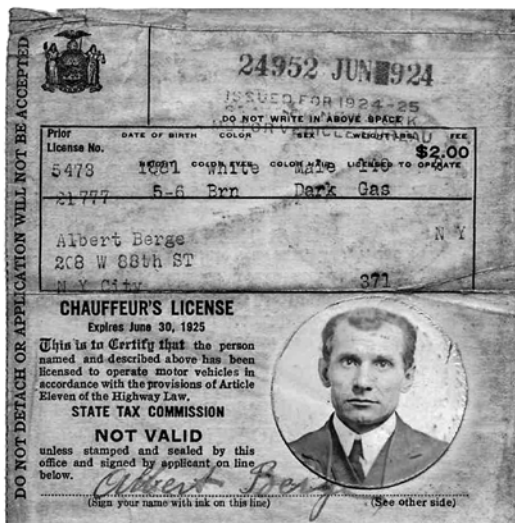 24952 JUN 924
ISSUED FOR 1924-25
DO NOT WRITE IN ABOVE SPACE
Prior License No. DATE OF BIRTH COLOR SEX WEIGHT LBS. FEE
$2.00
5473 1881 White Male 140
HEIGHT COLOR EYES COLOR HAIR LICENSED TO OPERATE
21777 5-6 Brn Dark Gas
Albert Berge N Y
208 W 88th ST
N Y City 371
CHAUFFEUR'S LICENSE
Expires June 30, 1925
This is to Certify that the person
named and described above has been
licensed to operate motor vehicles in
accordance with the provisions of Article
Eleven of the Highway Law.
STATE TAX COMMISSION
NOT VALID
unless stamped and sealed by this
office and signed by applicant on line
below.
Albert Berge
(Sign your name with ink on this line) (See other side)
DO NOT DETACH OR APPLICATION WILL NOT BE ACCEPTED